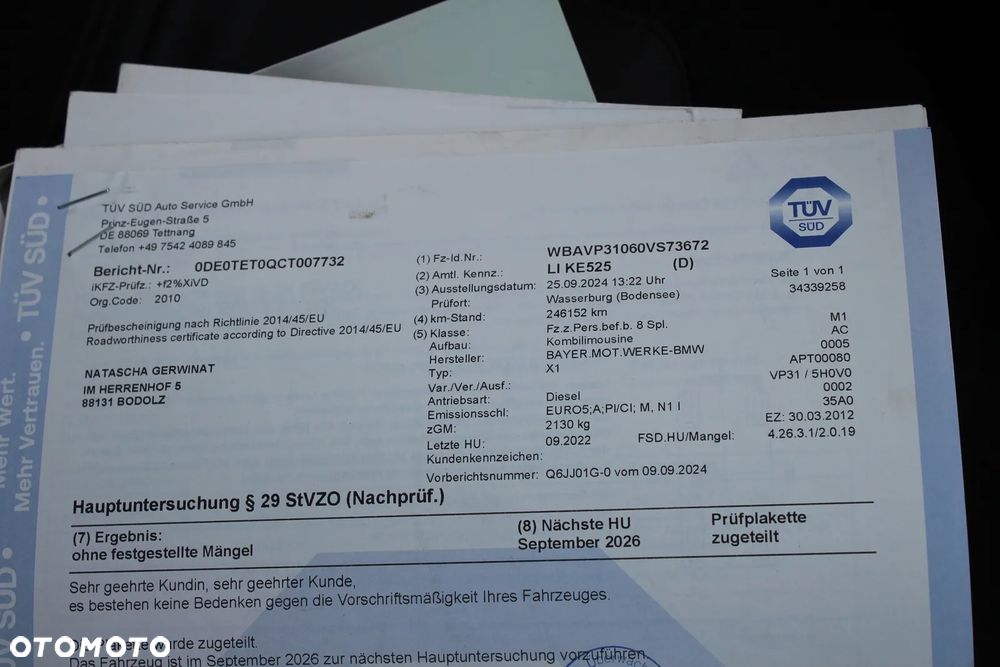 TÜV SÜD Auto Service GmbH
Prinz-Eugen-Straße 5
DE 88069 Tettnang
Telefon +49 7542 4089 845
TÜV
SÜD
Bericht-Nr.: 0DE0TET0QCT007732
iKFZ-Prüfz.: +f2%XiVD
Org.Code: 2010
Prüfbescheinigung nach Richtlinie 2014/45/EU
Roadworthiness certificate according to Directive 2014/45/EU
NATASCHA GERWINAT
IM HERRENHOF 5
88131 BODOLZ
(1) Fz-Id.Nr.: WBAVP31060VS73672
(2) Amtl. Kennz.: LI KE525 (D)
(3) Ausstellungsdatum: 25.09.2024 13:22 Uhr Seite 1 von 1
Prüfort: Wasserburg (Bodensee) 34339258
(4) km-Stand: 246152 km
(5) Klasse: Fz.z.Pers.bef.b. 8 Spl. M1
Aufbau: Kombilimousine AC
Hersteller: BAYER.MOT.WERKE-BMW 0005
Typ: X1 APT00080
Var./Ver./Ausf.: VP31 / 5H0V0
Antriebsart: Diesel 0002
Emissionsschl: EURO5;A;PI/CI; M, N1 I 35A0
zGM: 2130 kg EZ: 30.03.2012
Letzte HU: 09.2022 FSD.HU/Mangel: 4.26.3.1/2.0.19
Kundenkennzeichen:
Vorberichtsnummer: Q6JJ01G-0 vom 09.09.2024
Hauptuntersuchung § 29 StVZO (Nachprüf.)
(7) Ergebnis:
ohne festgestellte Mängel
(8) Nächste HU
September 2026
Prüfplakette
zugeteilt
Sehr geehrte Kundin, sehr geehrter Kunde,
es bestehen keine Bedenken gegen die Vorschriftsmäßigkeit Ihres Fahrzeuges.
wurde zugeteilt.
Das Fahrzeug ist im September 2026 zur nächsten Hauptuntersuchung vorzuführen.
Mehr Wert.
Mehr Vertrauen. • TÜV SÜD •
OTOMOTO